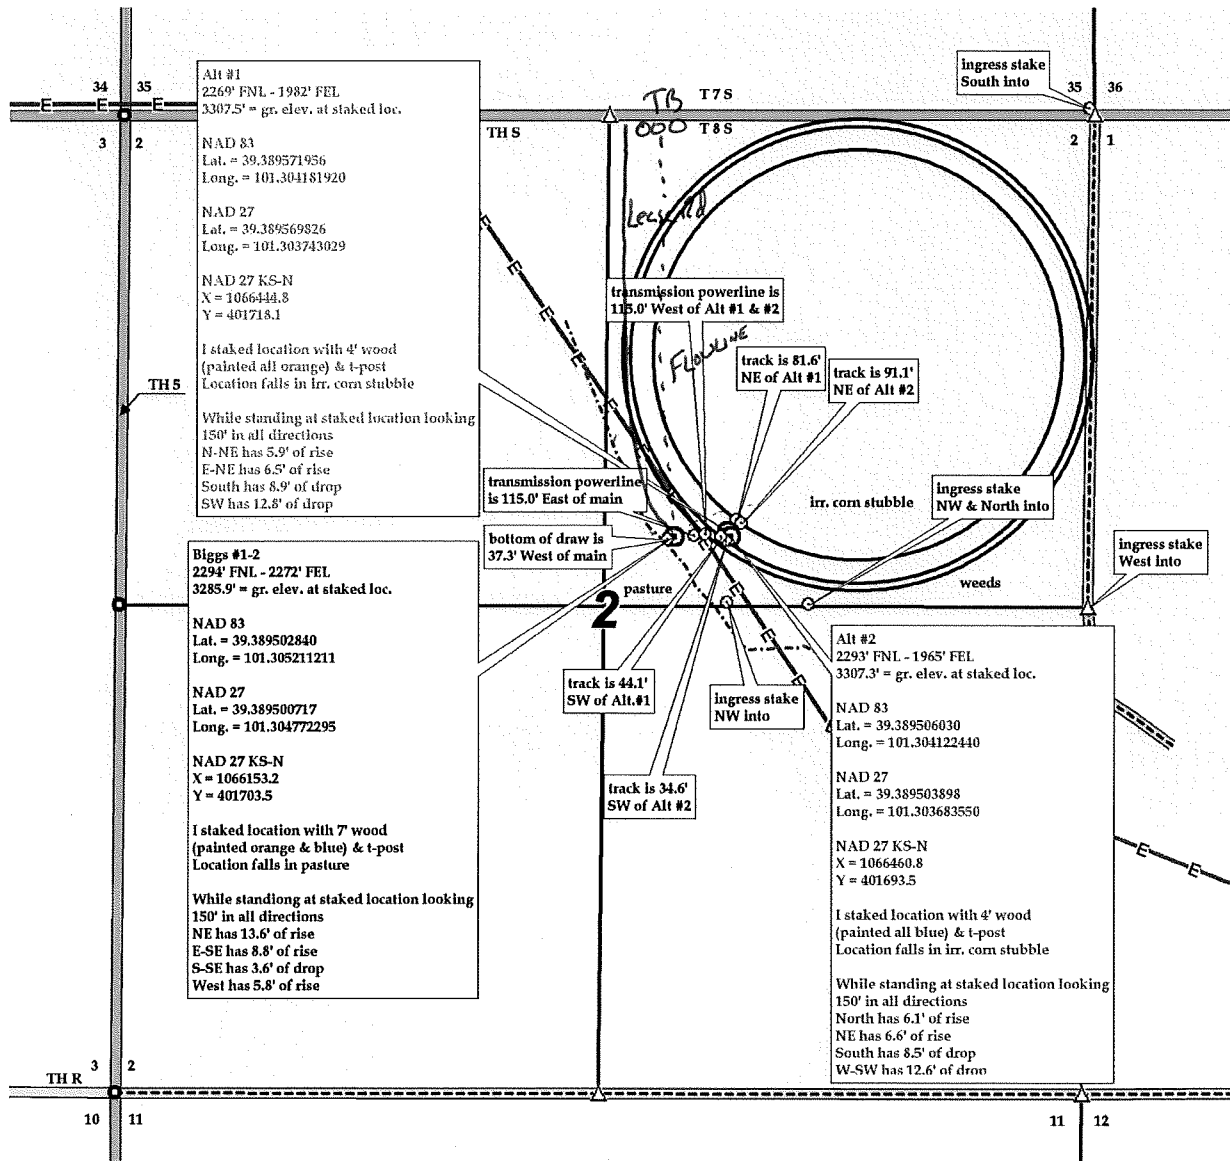 34 35
E E E
3 2
TH S
T7S
T8S
TB
000
ingress stake
South into
35 36
2 1
Alt #1
2269' FNL - 1982' FEL
3307.5' = gr. elev. at staked loc.
NAD 83
Lat. = 39.389571956
Long. = 101.304181920
NAD 27
Lat. = 39.389569826
Long. = 101.303743029
NAD 27 KS-N
X = 1066444.8
Y = 401718.1
I staked location with 4' wood
(painted all orange) & t-post
Location falls in irr. corn stubble
While standing at staked location looking
150' in all directions
N-NE has 5.9' of rise
E-NE has 6.5' of rise
South has 8.9' of drop
SW has 12.8' of drop
TH 5
Lease Rd
transmission powerline is
115.0' West of Alt #1 & #2
FLOWLINE
track is 81.6'
NE of Alt #1
track is 91.1'
NE of Alt #2
E
E
E
E
E
transmission powerline
is 115.0' East of main
bottom of draw is
37.3' West of main
irr. corn stubble
ingress stake
NW & North into
ingress stake
West into
Biggs #1-2
2294' FNL - 2272' FEL
3285.9' = gr. elev. at staked loc.
NAD 83
Lat. = 39.389502840
Long. = 101.305211211
NAD 27
Lat. = 39.389500717
Long. = 101.304772295
NAD 27 KS-N
X = 1066153.2
Y = 401703.5
I staked location with 7' wood
(painted orange & blue) & t-post
Location falls in pasture
While standiong at staked location looking
150' in all directions
NE has 13.6' of rise
E-SE has 8.8' of rise
S-SE has 3.6' of drop
West has 5.8' of rise
pasture
2
weeds
E
E
E
E
track is 44.1'
SW of Alt.#1
ingress stake
NW into
track is 34.6'
SW of Alt #2
Alt #2
2293' FNL - 1965' FEL
3307.3' = gr. elev. at staked loc.
NAD 83
Lat. = 39.389506030
Long. = 101.304122440
NAD 27
Lat. = 39.389503898
Long. = 101.303683550
NAD 27 KS-N
X = 1066460.8
Y = 401693.5
I staked location with 4' wood
(painted all blue) & t-post
Location falls in irr. corn stubble
While standing at staked location looking
150' in all directions
North has 6.1' of rise
NE has 6.6' of rise
South has 8.5' of drop
W-SW has 12.6' of drop
E E
3 2
TH R
10 11
11 12